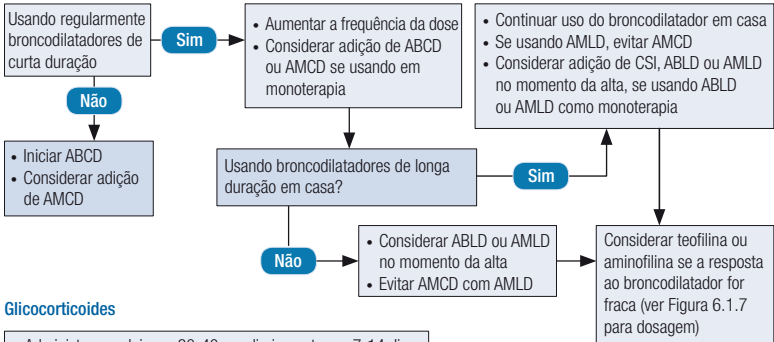 Usando regularmente
broncodilatadores de
curta duração
Sim
• Aumentar a frequência da dose
• Considerar adição de ABCD
ou AMCD se usando em
monoterapia
• Continuar uso do broncodilatador em casa
• Se usando AMLD, evitar AMCD
• Considerar adição de CSI, ABLD ou AMLD
no momento da alta, se usando ABLD
ou AMLD como monoterapia
Não
• Iniciar ABCD
• Considerar adição
de AMCD
Usando broncodilatadores de longa
duração em casa?
Sim
Não
• Considerar ABLD ou AMLD
no momento da alta
• Evitar AMCD com AMLD
Considerar teofilina ou
aminofilina se a resposta
ao broncodilatador for
fraca (ver Figura 6.1.7
para dosagem)
Glicocorticoides